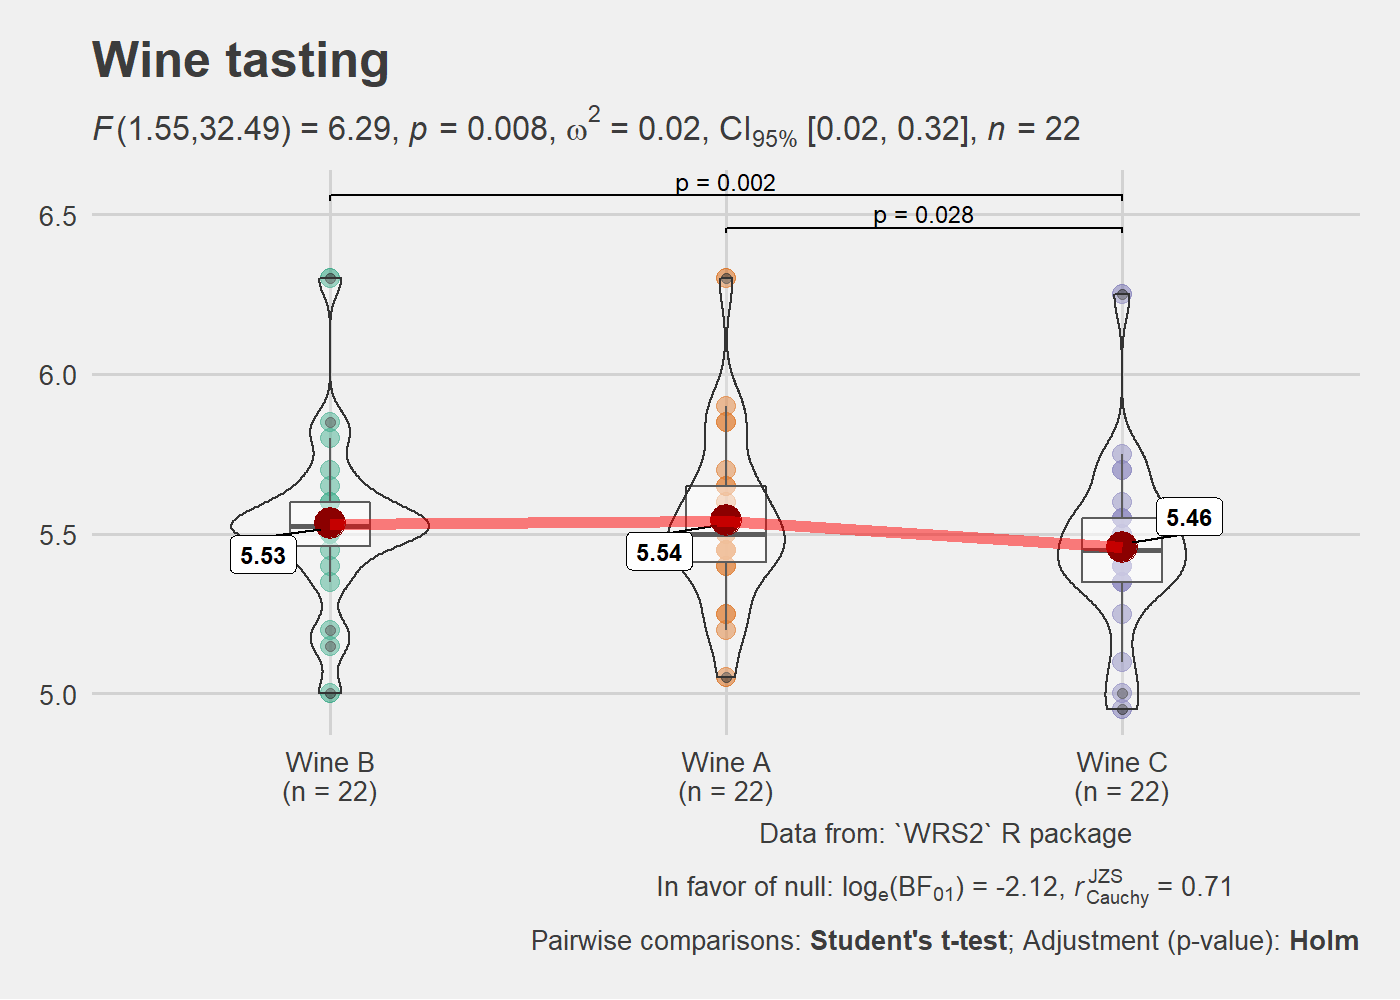 Wine tasting
F(1.55,32.49) = 6.29, p = 0.008, ω² = 0.02, CI95% [0.02, 0.32], n = 22
p = 0.002
p = 0.028
6.5
6.0
5.5
5.0
5.53
5.54
5.46
Wine B
(n = 22)
Wine A
(n = 22)
Wine C
(n = 22)
Data from: `WRS2` R package
In favor of null: loge(BF01) = -2.12, r JZS Cauchy = 0.71
Pairwise comparisons: Student's t-test; Adjustment (p-value): Holm